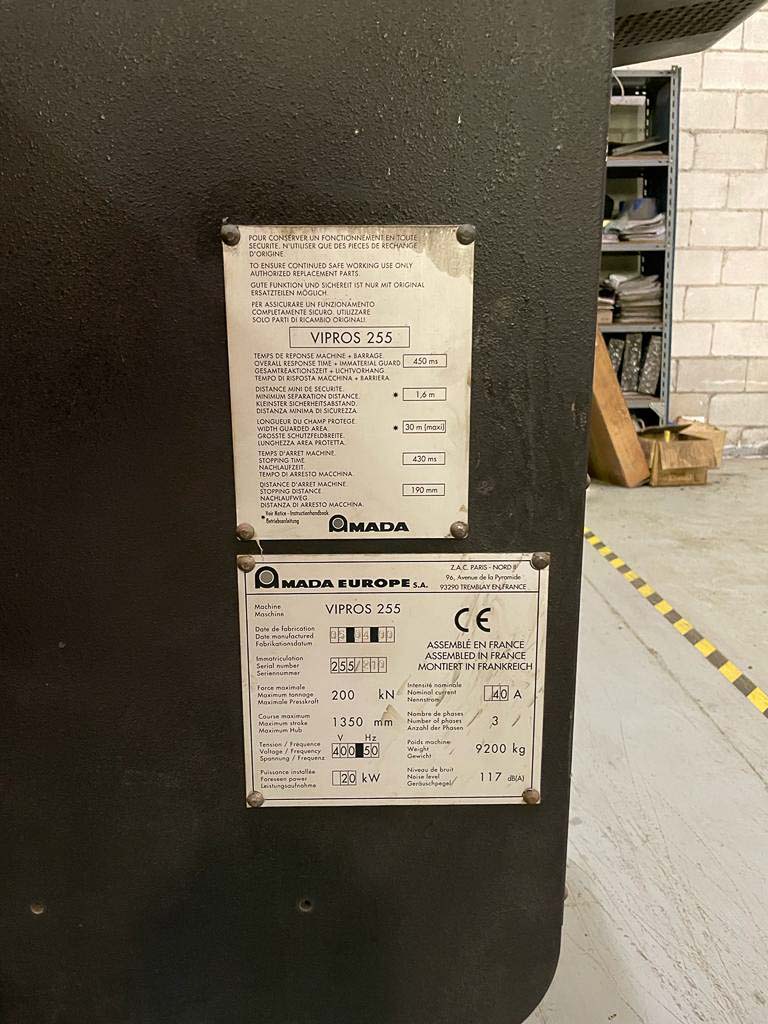 POUR CONSERVER UN FONCTIONNEMENT EN TOUTE
SECURITE. N'UTILISER QUE DES PIECES DE RECHANGE
D'ORIGINE.
TO ENSURE CONTINUED SAFE WORKING USE ONLY
AUTHORIZED REPLACEMENT PARTS.
GUTE FUNKTION UND SICHEREIT IST NUR MIT ORIGINAL
ERSATZTEILEN MÖGLICH.
PER ASSICURARE UN FUNZIONAMENTO
COMPLETAMENTE SICURO. UTILIZZARE
SOLO PARTI DI RICAMBIO ORIGINALI.
VIPROS 255
TEMPS DE REPONSE MACHINE + BARRAGE.
OVERALL RESPONSE TIME + IMMATERIAL GUARD 450 ms
GESAMTREAKTIONSZEIT + LICHTVORHANG
TEMPO DI RISPOSTA MACCHINA + BARRIERA.
DISTANCE MINI DE SECURITE.
MINIMUM SEPARATION DISTANCE. * 1,6 m
KLEINSTER SICHERHEITSABSTAND.
DISTANZA MINIMA DI SICUREZZA.
LONGUEUR DU CHAMP PROTEGE.
WIDTH GUARDED AREA. * 30 m (maxi)
GROSSTE SCHUTZFELDBREITE.
LUNGHEZZA AREA PROTETTA.
TEMPS D'ARRET MACHINE.
STOPPING TIME 430 ms
NACHLAUFZEIT.
TEMPO DI ARRESTO MACCHINA.
DISTANCE D'ARRET MACHINE.
STOPPING DISTANCE 190 mm
NACHLAUFWEG.
DISTANZA DI ARRESTO MACCHINA.
* Voir Notice - Instructionhandbook
Betriebsanleitung
AMADA
AMADA EUROPE S.A.
Z.A.C. PARIS - NORD II
96, Avenue de la Pyramide
93290 TREMBLAY EN FRANCE
Machine
Maschine
VIPROS 255
CE
Date de fabrication
Date manufactured 05 04 00
Fabrikationsdatum
ASSEMBLÉ EN FRANCE
ASSEMBLED IN FRANCE
MONTIERT IN FRANKREICH
Immatriculation
Serial number 255
Seriennummer
Force maximale
Maximum tonnage 200 kN
Maximale Presskraft
Intensité nominale
Nominal current 40 A
Nennstrom
Course maximum
Maximum stroke 1350 mm
Maximum Hub
Nombre de phases
Number of phases 3
Anzahl der Phasen
V Hz
Tension / Fréquence
Voltage / Frequency 400 50
Spannung / Frequenz
Poids machine
Weight 9200 kg
Gewicht
Puissance installée
Foreseen power 20 kW
Leistungsaufnahme
Niveau de bruit
Noise level 117 dB(A)
Geräuschpegel